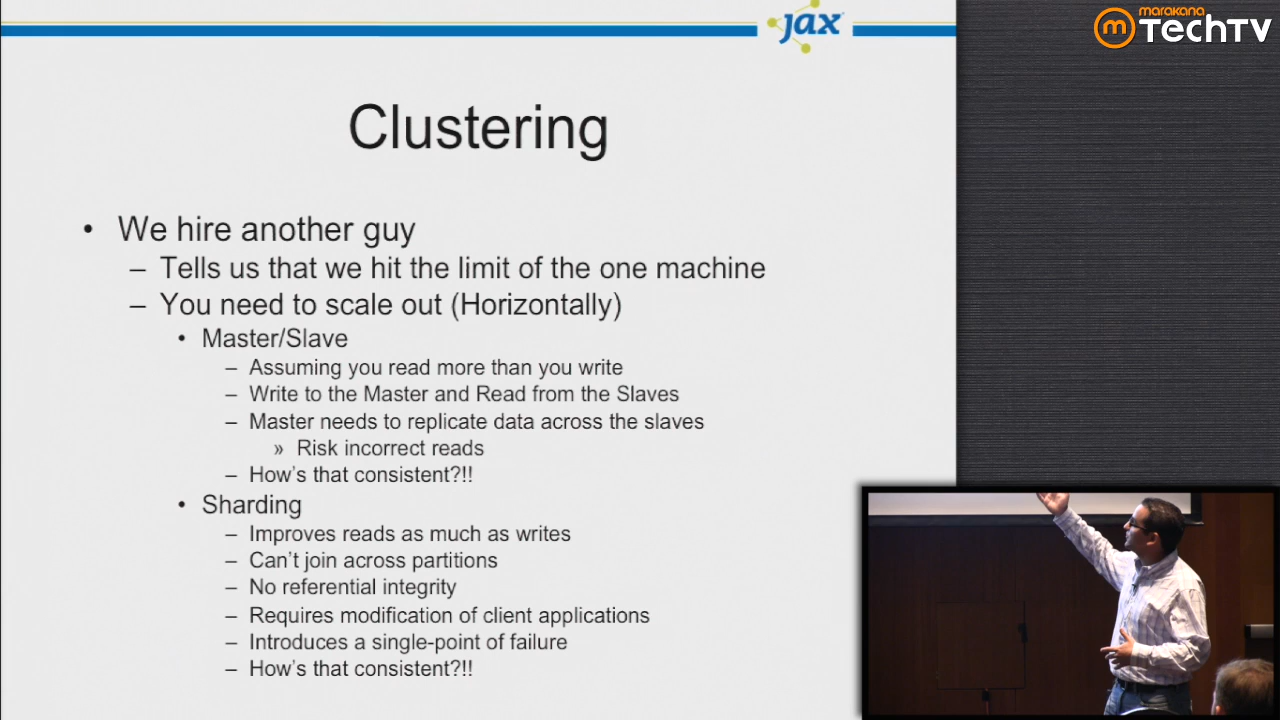 jax
marakana
m TechTV
Clustering
• We hire another guy
– Tells us that we hit the limit of the one machine
– You need to scale out (Horizontally)
• Master/Slave
– Assuming you read more than you write
– Write to the Master and Read from the Slaves
– Master needs to replicate data across the slaves
» Risk incorrect reads
– How's that consistent?!!
• Sharding
– Improves reads as much as writes
– Can't join across partitions
– No referential integrity
– Requires modification of client applications
– Introduces a single-point of failure
– How's that consistent?!!